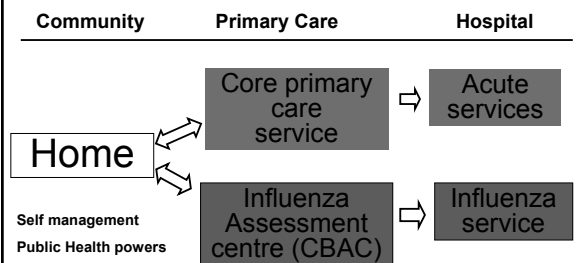 Community Primary Care Hospital
Core primary
care
service
Acute
services
Home
Influenza
Assessment
centre (CBAC)
Influenza
service
Self management
Public Health powers